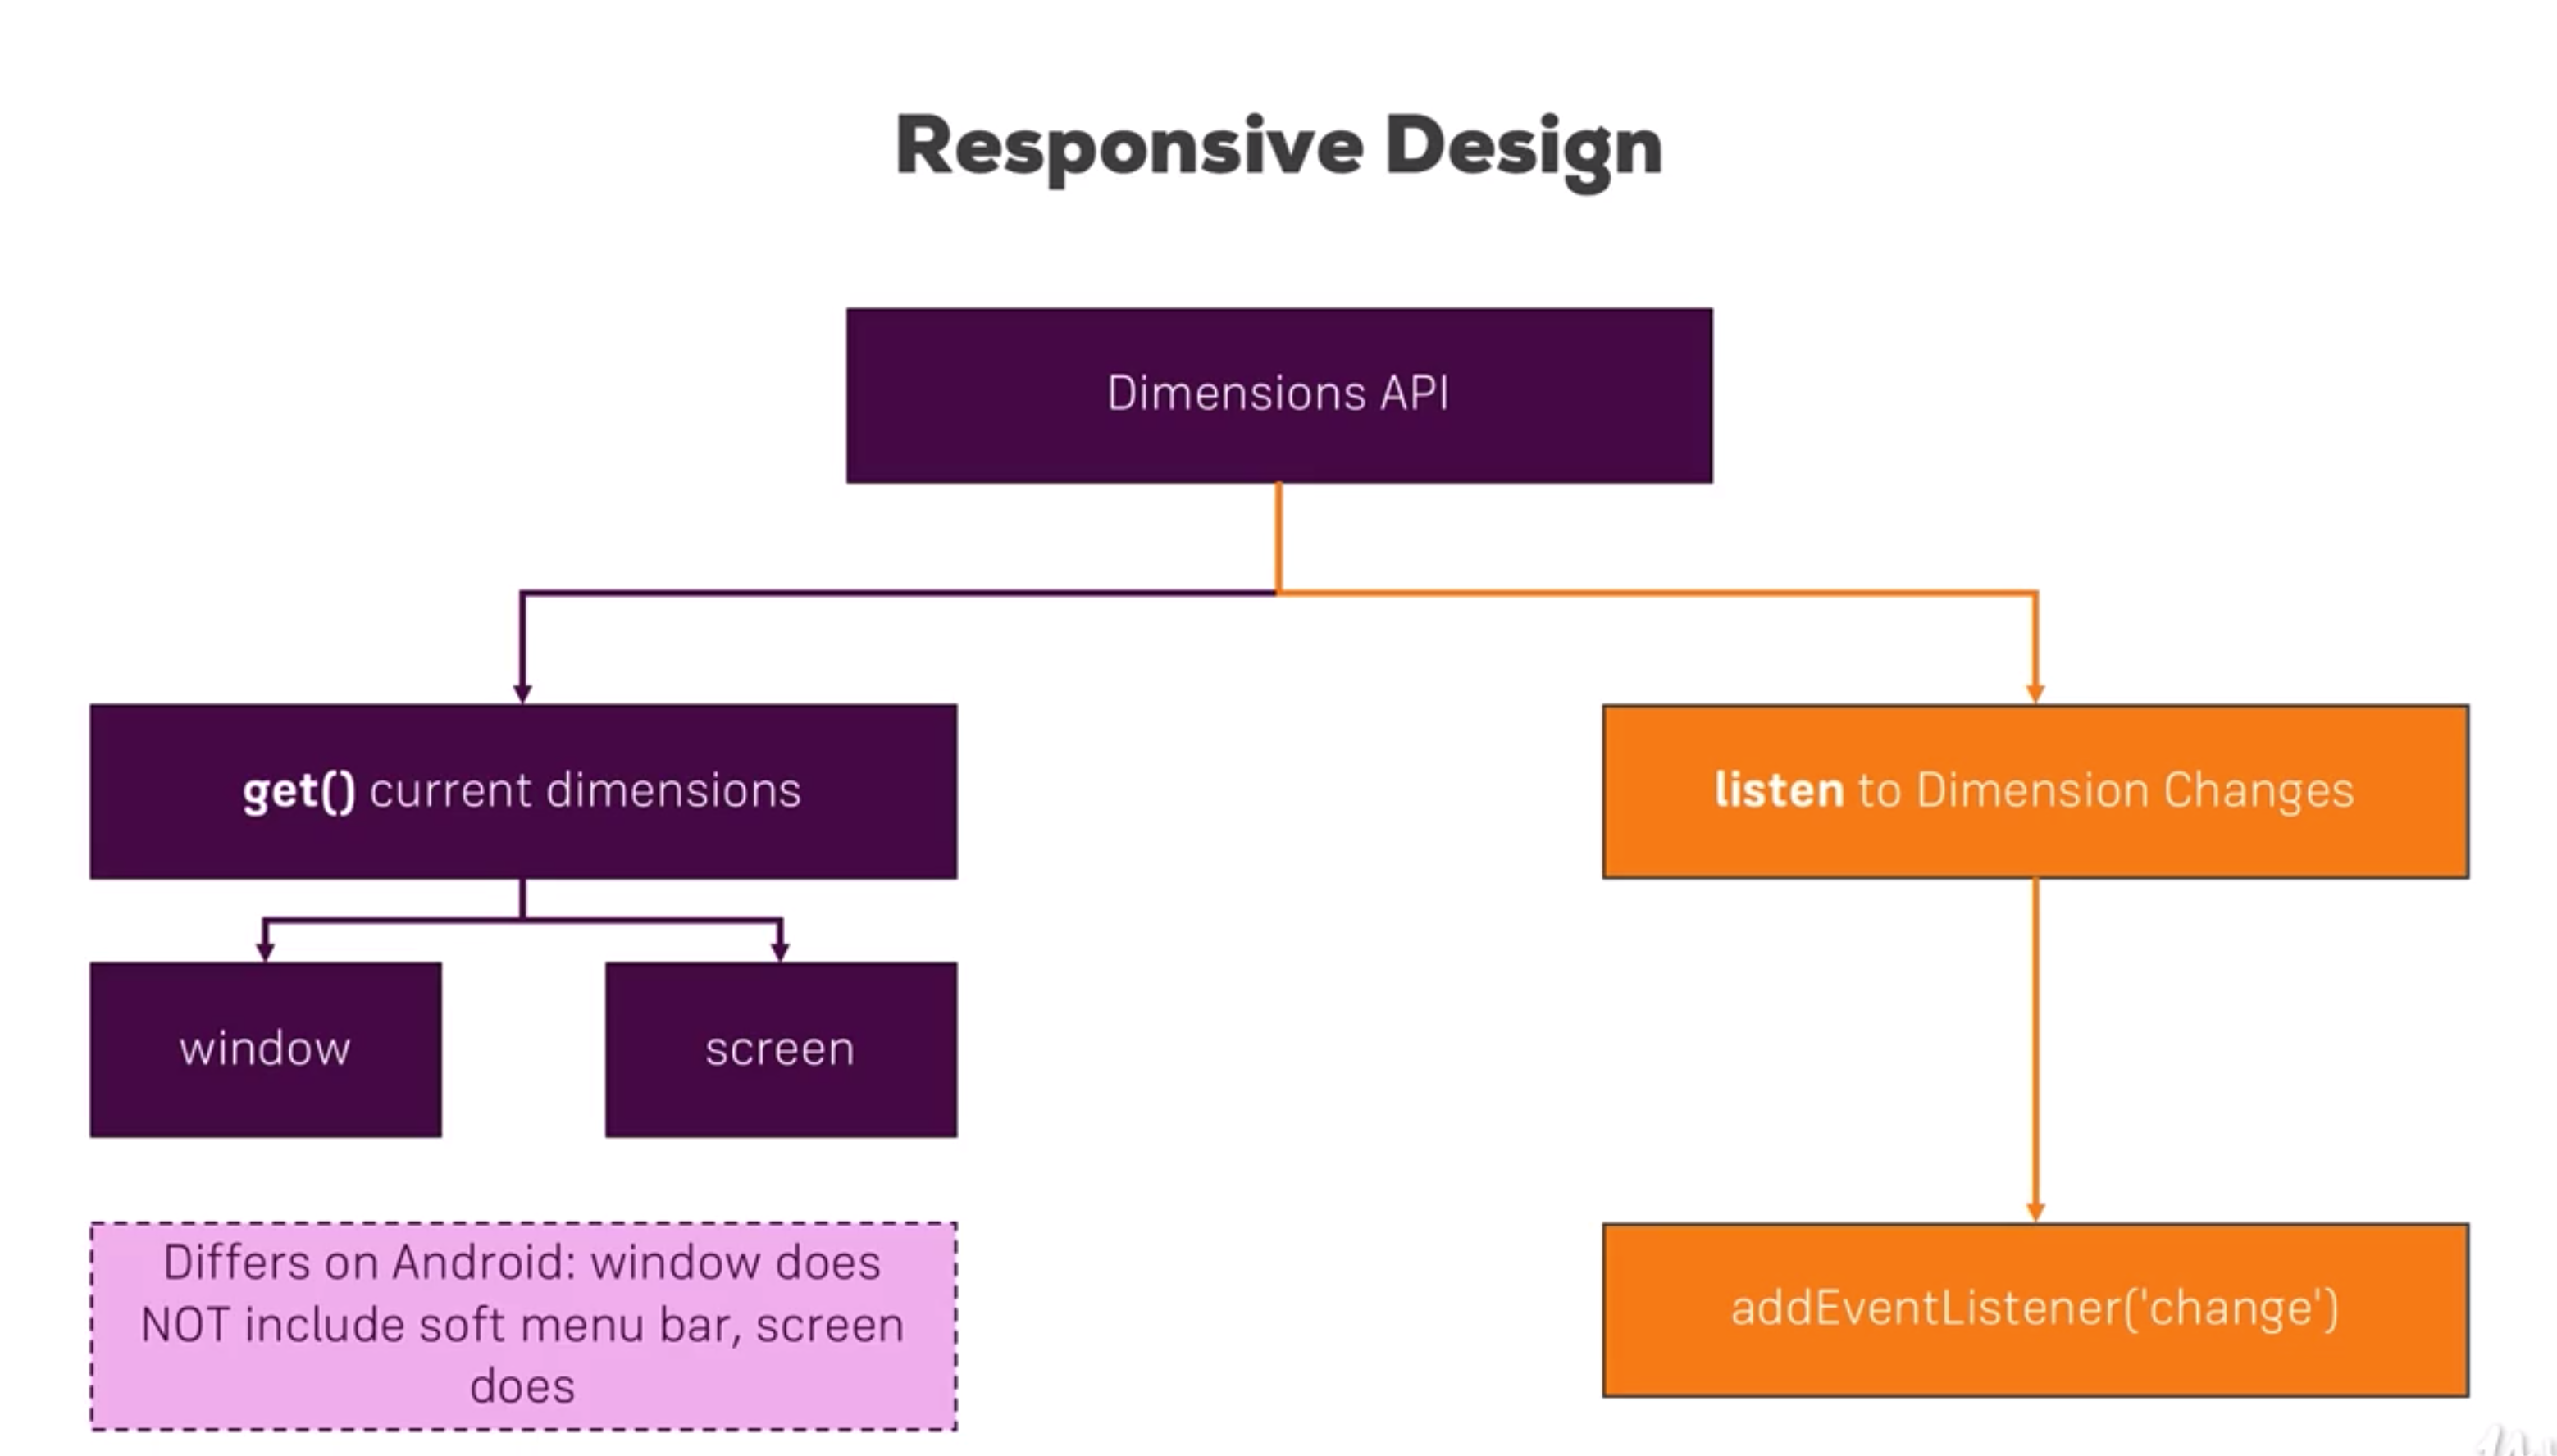 Responsive Design
Dimensions API
get() current dimensions
listen to Dimension Changes
window
screen
Differs on Android: window does
NOT include soft menu bar, screen
does
addEventListener('change')